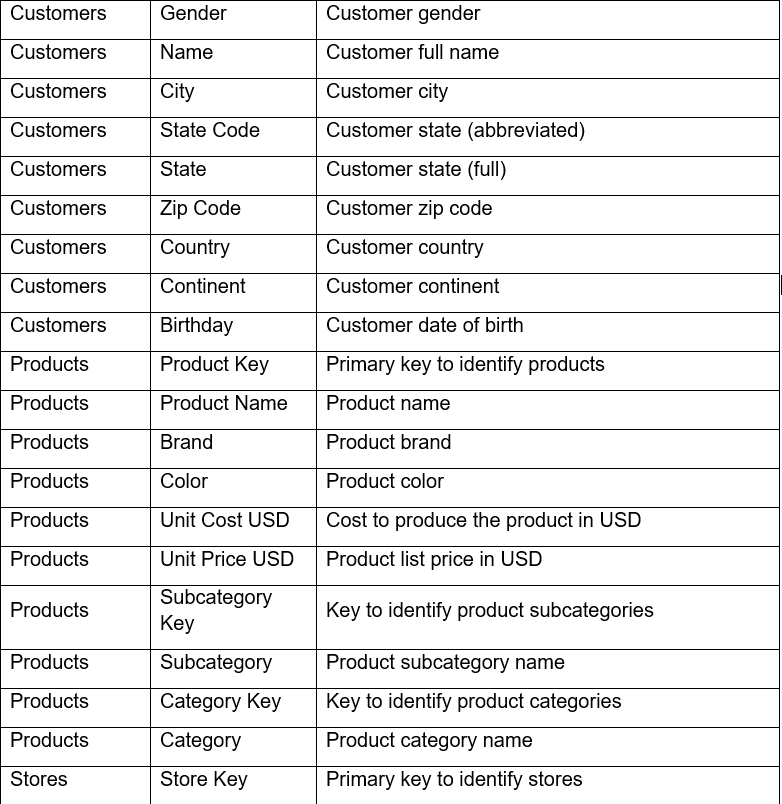 Customers Gender Customer gender
Customers Name Customer full name
Customers City Customer city
Customers State Code Customer state (abbreviated)
Customers State Customer state (full)
Customers Zip Code Customer zip code
Customers Country Customer country
Customers Continent Customer continent
Customers Birthday Customer date of birth
Products Product Key Primary key to identify products
Products Product Name Product name
Products Brand Product brand
Products Color Product color
Products Unit Cost USD Cost to produce the product in USD
Products Unit Price USD Product list price in USD
Products Subcategory Key Key to identify product subcategories
Products Subcategory Product subcategory name
Products Category Key Key to identify product categories
Products Category Product category name
Stores Store Key Primary key to identify stores